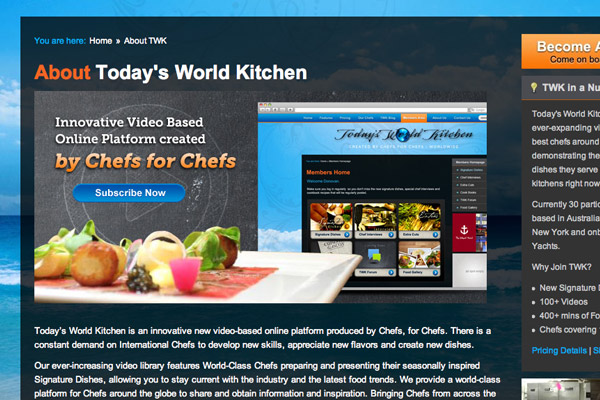 You are here: Home » About TWK
About Today's World Kitchen
Innovative Video Based
Online Platform created
by Chefs for Chefs
Subscribe Now
Today's World Kitchen
Members Home
Signature Dishes
Chef Interviews
Extra Cuts
TWK Forum
Food Gallery
Today's World Kitchen is an innovative new video-based online platform produced by Chefs, for Chefs. There is a
constant demand on International Chefs to develop new skills, appreciate new flavors and create new dishes.
Our ever-increasing video library features World-Class Chefs preparing and presenting their seasonally inspired
Signature Dishes, allowing you to stay current with the industry and the latest food trends. We provide a world-class
platform for Chefs around the globe to share and obtain information and inspiration. Bringing Chefs from across the
Become A
Come on boa
TWK in a Nu
Today's World Kitc
ever-expanding vi
best chefs around
demonstrating the
dishes they serve
kitchens right now
Currently 30 partic
based in Australia
New York and onb
Yachts.
Why Join TWK?
New Signature D
100+ Videos
400+ mins of Fo
Chefs covering
Pricing Details | S